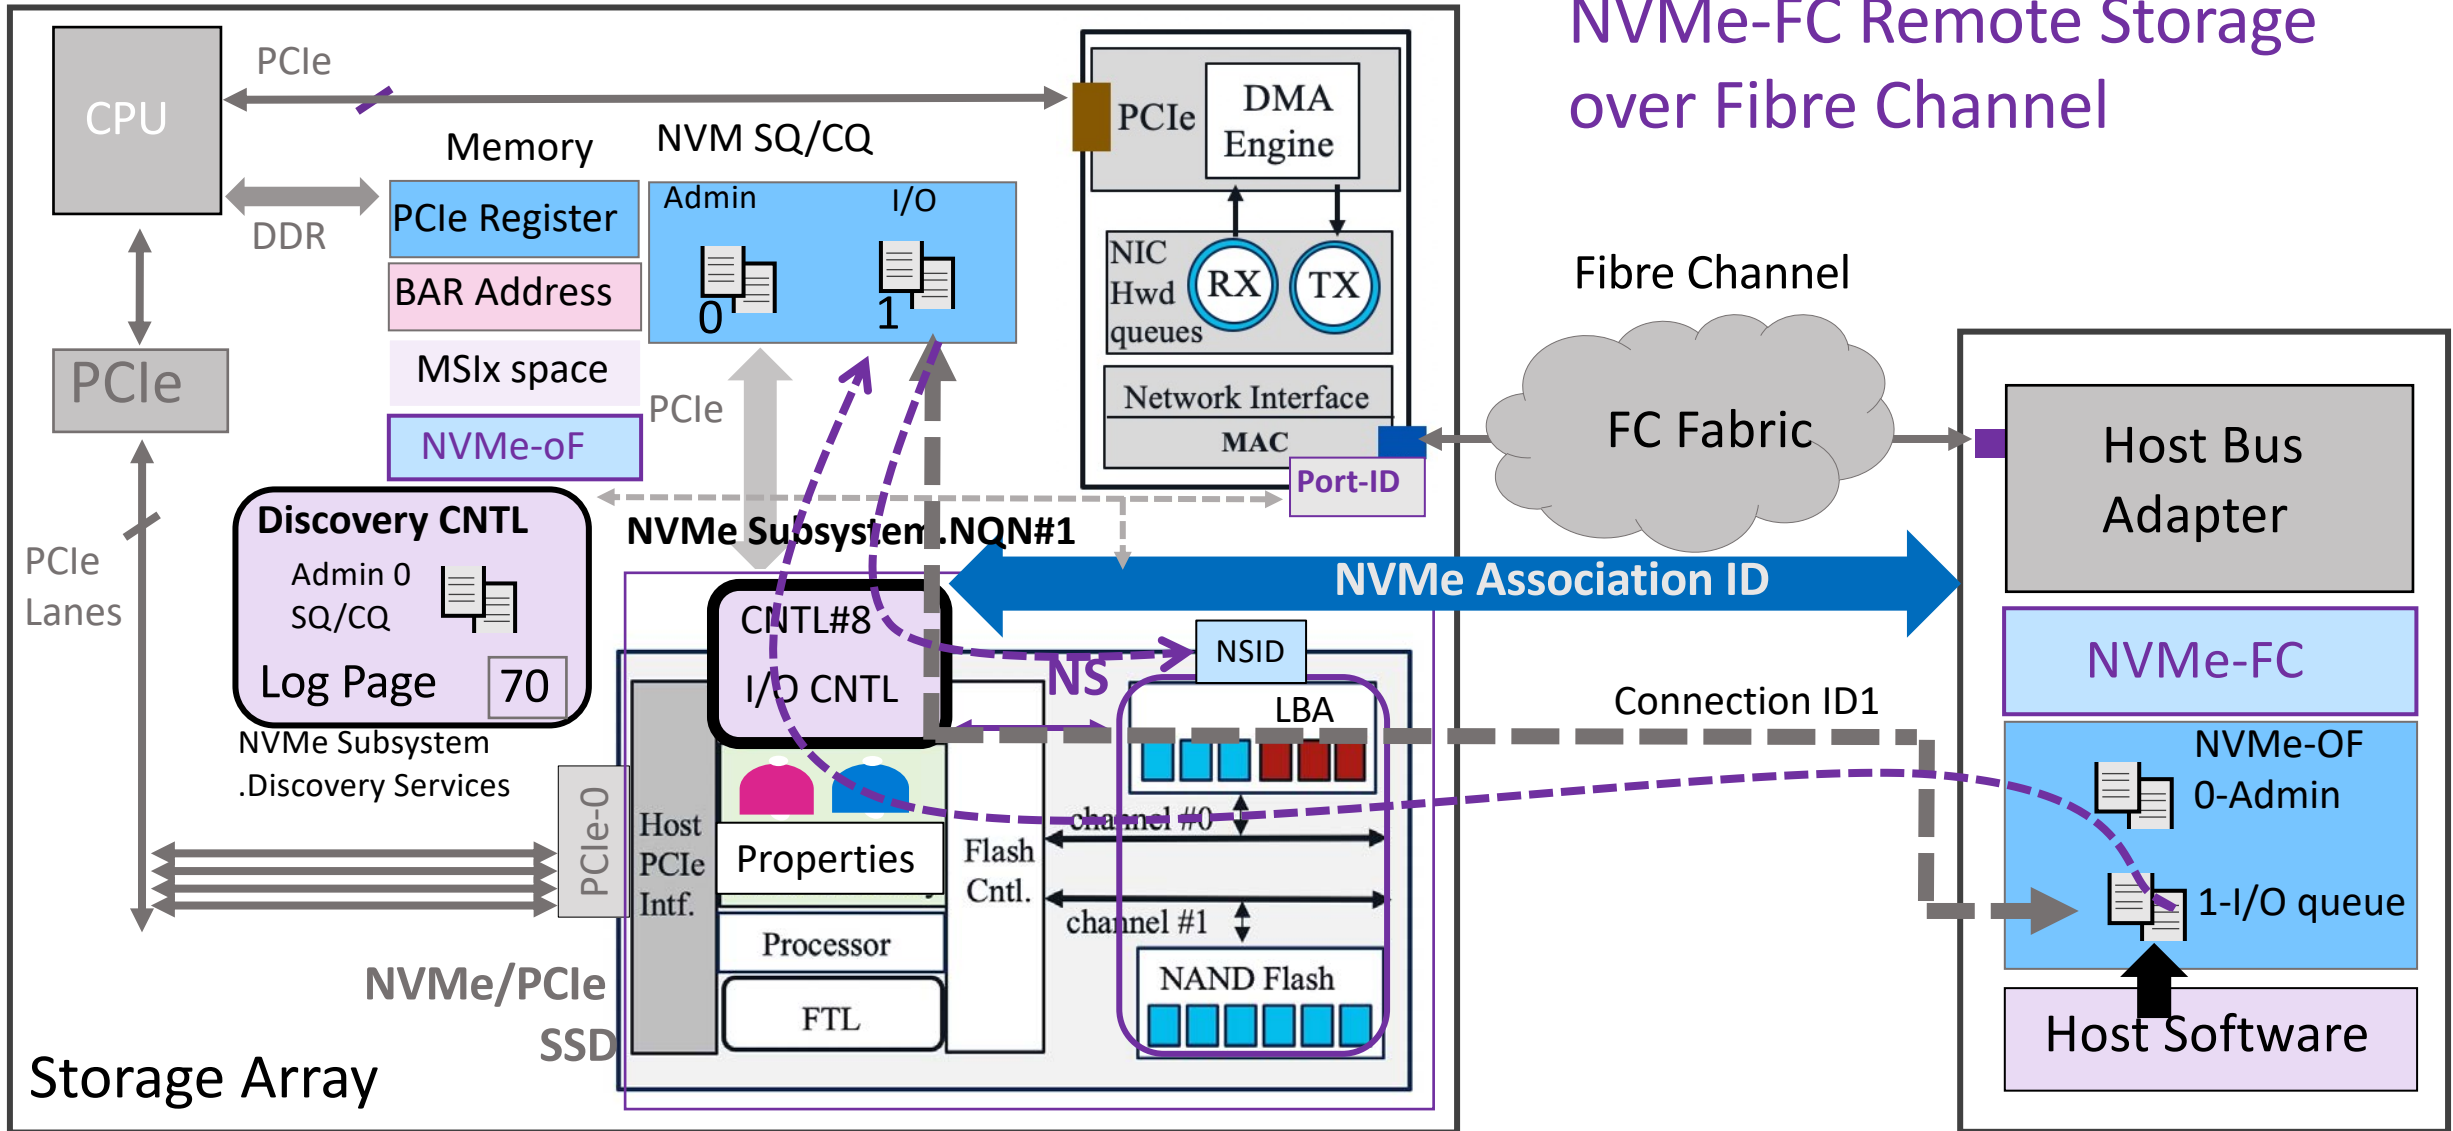 NVMe-FC Remote Storage
over Fibre Channel
CPU
PCIe
DDR
Memory
NVM SQ/CQ
PCIe Register
BAR Address
MSIx space
NVMe-oF
Admin
I/O
0
1
PCIe
PCIe
DMA
Engine
NIC
Hwd
queues
RX
TX
Network Interface
MAC
Port-ID
Fibre Channel
FC Fabric
Host Bus
Adapter
NVMe-FC
NVMe-OF
0-Admin
1-I/O queue
Host Software
PCIe
PCIe
Lanes
Discovery CNTL
Admin 0
SQ/CQ
Log Page
70
NVMe Subsystem
.Discovery Services
NVMe Subsystem.NQN#1
NVMe Association ID
Connection ID1
CNTL#8
I/O CNTL
NS
NSID
LBA
PCIe-0
Host
PCIe
Intf.
Properties
Processor
FTL
Flash
Cntl.
channel #0
channel #1
NAND Flash
NVMe/PCIe
SSD
Storage Array